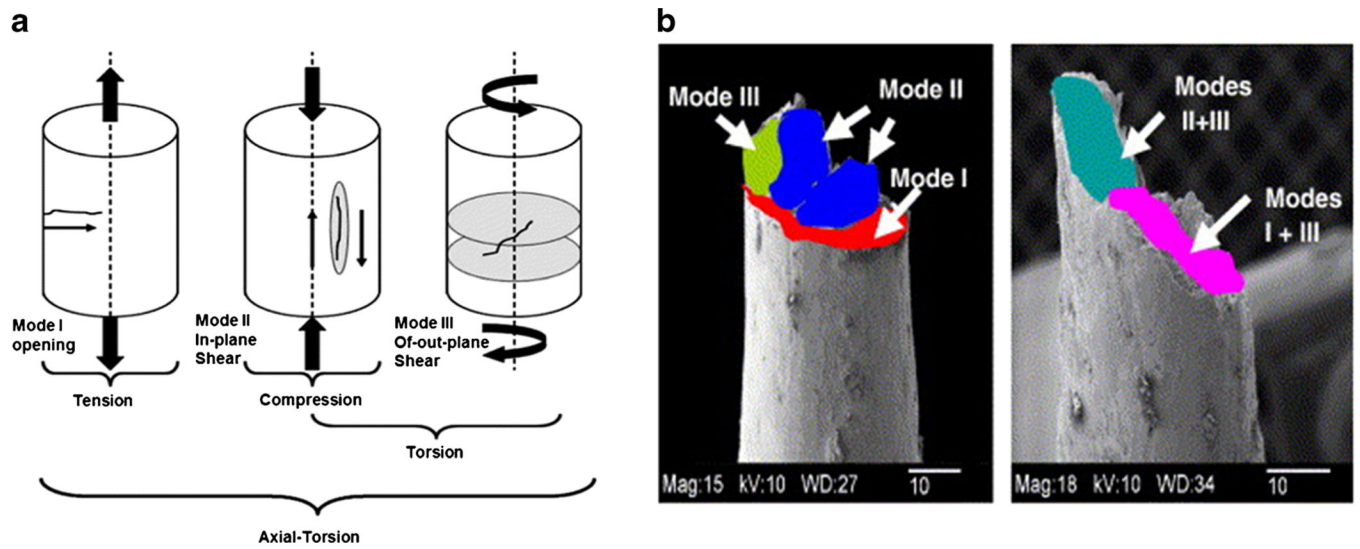 a
Mode I
opening
Mode II
In-plane
Shear
Mode III
Of-out-plane
Shear
Tension
Compression
Torsion
Axial-Torsion
b
Mode III
Mode II
Mode I
Mag:15 kV:10 WD:27
10
Modes
II+III
Modes
I + III
Mag:18 kV:10 WD:34
10